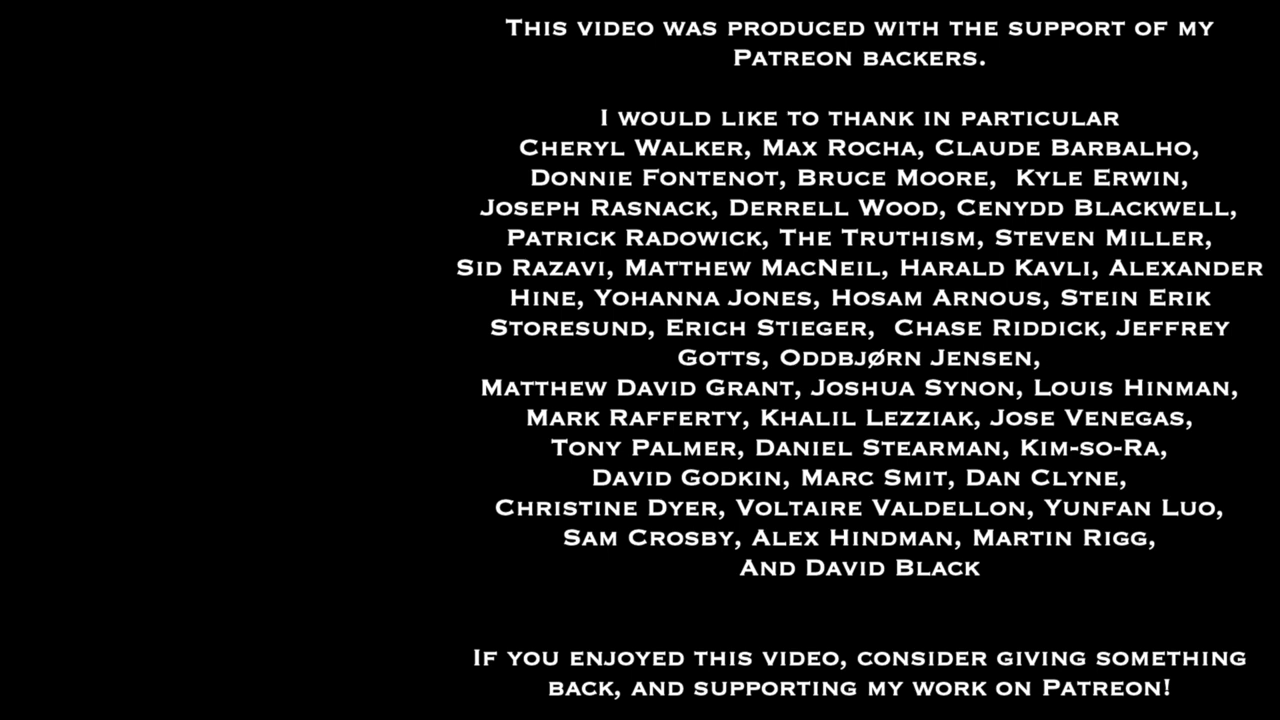 This video was produced with the support of my
Patreon backers.
I would like to thank in particular
Cheryl Walker, Max Rocha, Claude Barbalho,
Donnie Fontenot, Bruce Moore,  Kyle Erwin,
Joseph Rasnack, Derrell Wood, Cenydd Blackwell,
Patrick Radowick, The Truthism, Steven Miller,
Sid Razavi, Matthew MacNeil, Harald Kavli, Alexander
Hine, Yohanna Jones, Hosam Arnous, Stein Erik
Storesund, Erich Stieger,  Chase Riddick, Jeffrey
Gotts, Oddbjørn Jensen,
Matthew David Grant, Joshua Synon, Louis Hinman,
Mark Rafferty, Khalil Lezziak, Jose Venegas,
Tony Palmer, Daniel Stearman, Kim-so-Ra,
David Godkin, Marc Smit, Dan Clyne,
Christine Dyer, Voltaire Valdellon, Yunfan Luo,
Sam Crosby, Alex Hindman, Martin Rigg,
And David Black
If you enjoyed this video, consider giving something
back, and supporting my work on Patreon!